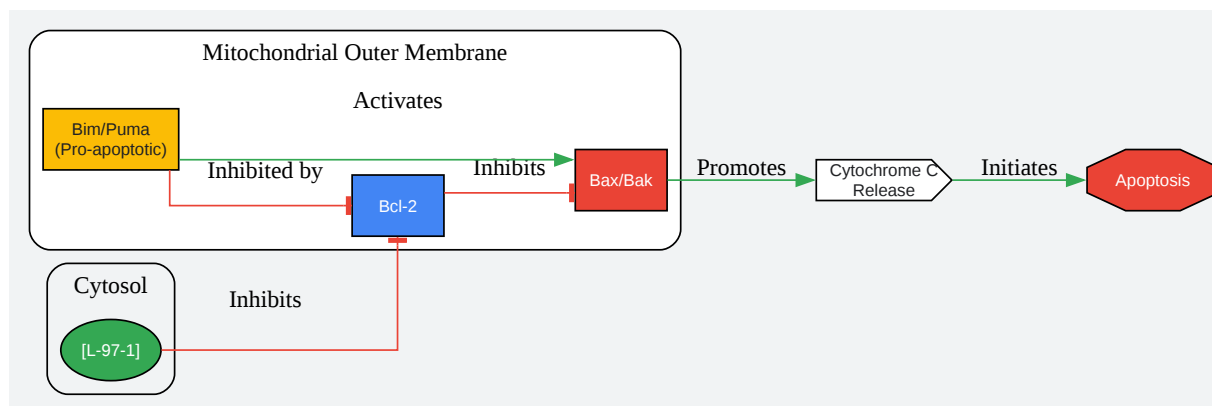 Mitochondrial Outer Membrane
Activates
Bim/Puma
(Pro-apoptotic)
Inhibited by
Inhibits
Bcl-2
Bax/Bak
Promotes
Cytochrome C
Release
Initiates
Apoptosis
Cytosol
Inhibits
[L-97-1]